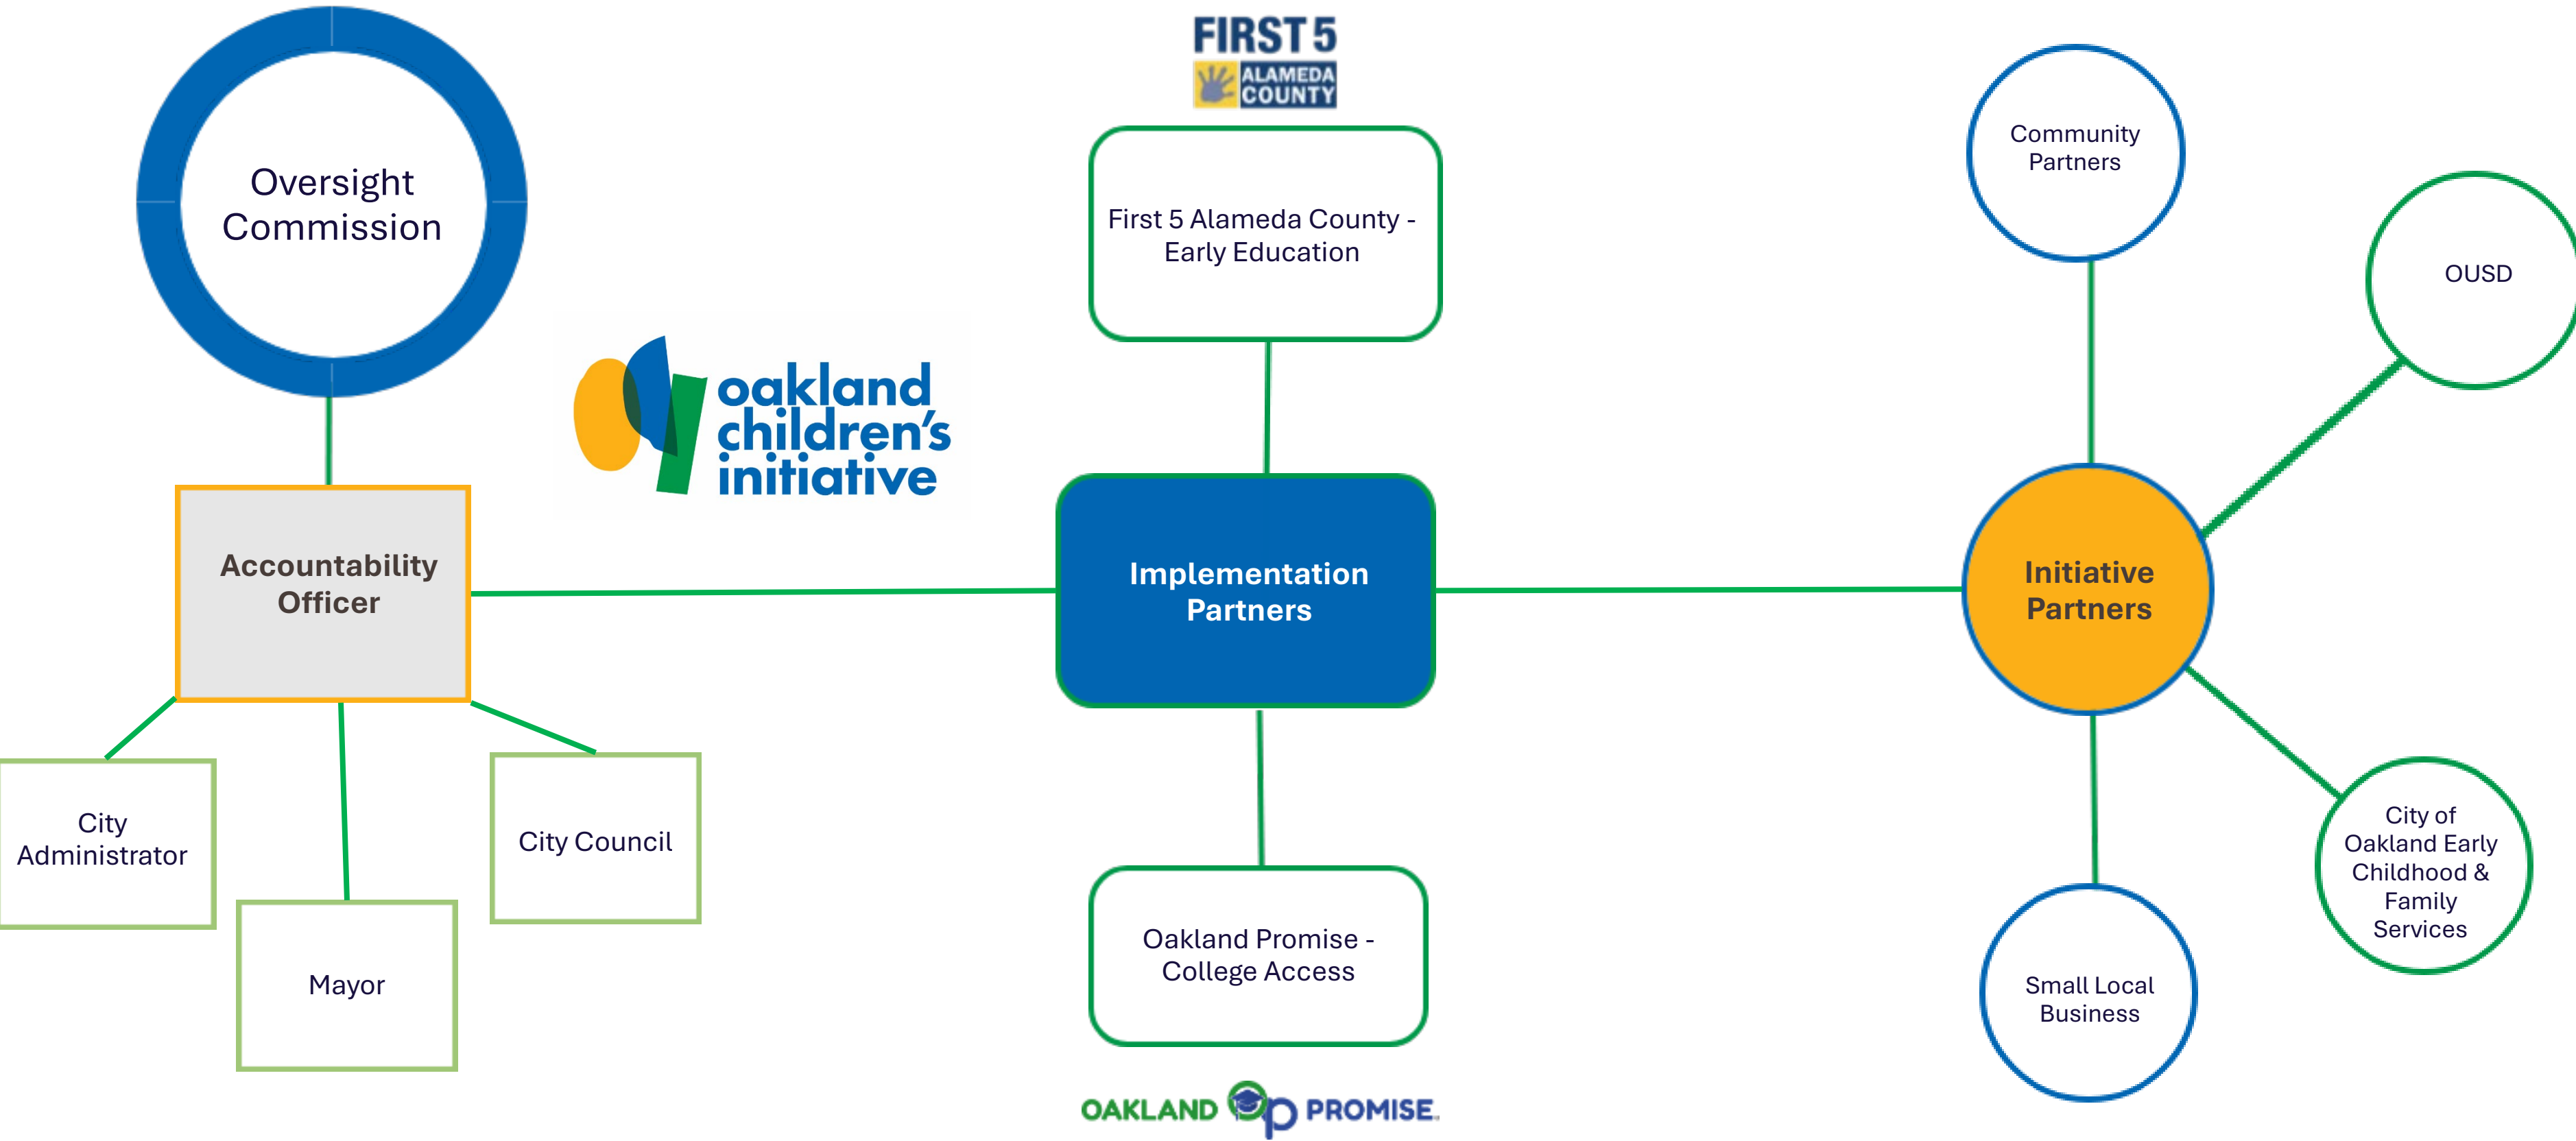 Oversight
Commission
Accountability
Officer
City
Administrator
Mayor
City Council
oakland
children's
initiative
FIRST 5
ALAMEDA
COUNTY
First 5 Alameda County -
Early Education
Implementation
Partners
Oakland Promise -
College Access
OAKLAND Op PROMISE
Community
Partners
OUSD
Initiative
Partners
City of
Oakland Early
Childhood &
Family
Services
Small Local
Business